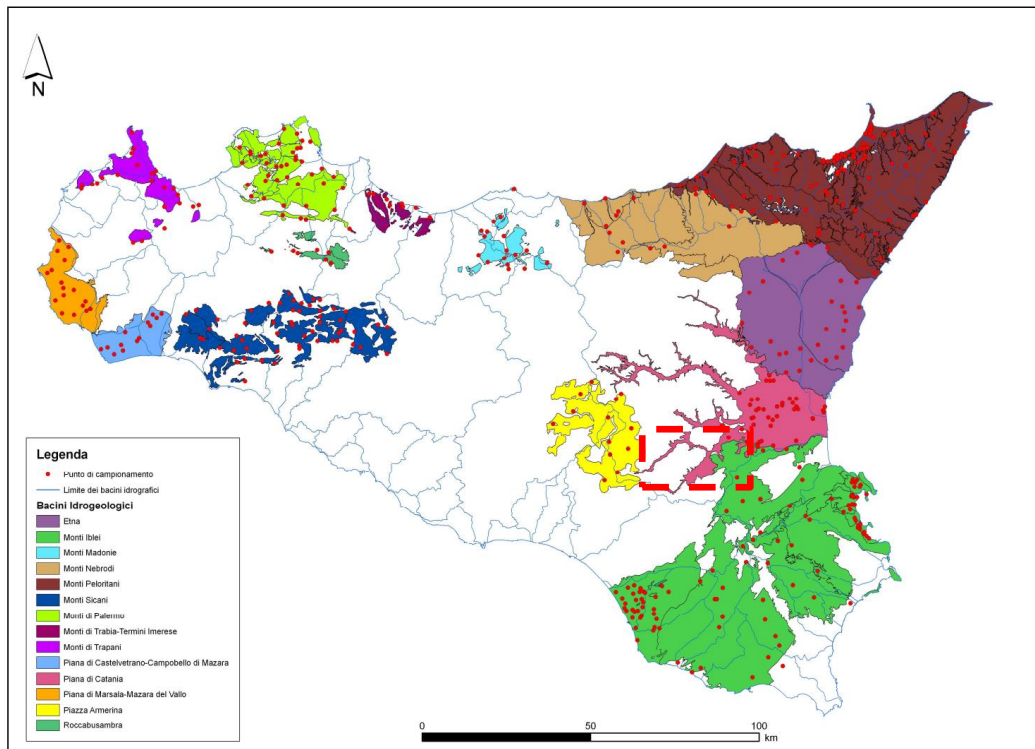 N
Legenda
Punto di campionamento
Limite dei bacini idrografici
Bacini Idrogeologici
Etna
Monti Iblei
Monti Madonie
Monti Nebrodi
Monti Peloritani
Monti Sicani
Monti di Palermo
Monti di Trabia-Termini Imerese
Monti di Trapani
Piana di Castelvetrano-Campobello di Mazara
Piana di Catania
Piana di Marsala-Mazara del Vallo
Piazza Armerina
Roccabusambra
0 50 100
km